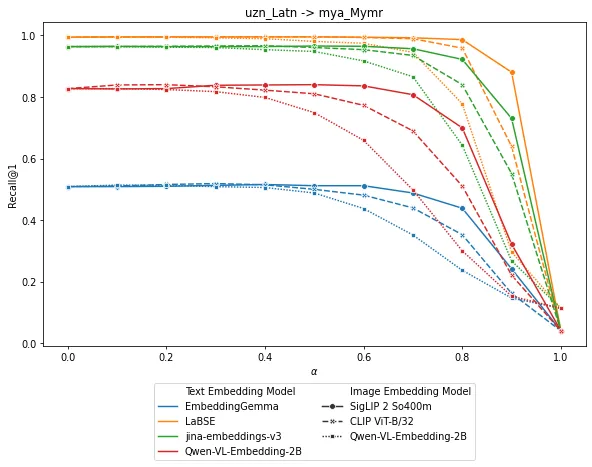 uzn_Latn -> mya_Mymr
1.0
0.8
0.6
0.4
0.2
0.0
Recall@1
0.0 0.2 0.4 0.6 0.8 1.0
α
Text Embedding Model Image Embedding Model
EmbeddingGemma SigLIP 2 So400m
LaBSE CLIP ViT-B/32
jina-embeddings-v3 Qwen-VL-Embedding-2B
Qwen-VL-Embedding-2B